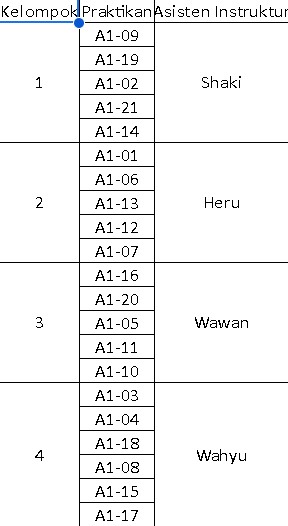 Kelompok Praktikan Asisten Instruktur
A1-09
A1-19
1 A1-02 Shaki
A1-21
A1-14
A1-01
A1-06
2 A1-13 Heru
A1-12
A1-07
A1-16
A1-20
3 A1-05 Wawan
A1-11
A1-10
A1-03
A1-04
A1-18
4 Wahyu
A1-08
A1-15
A1-17